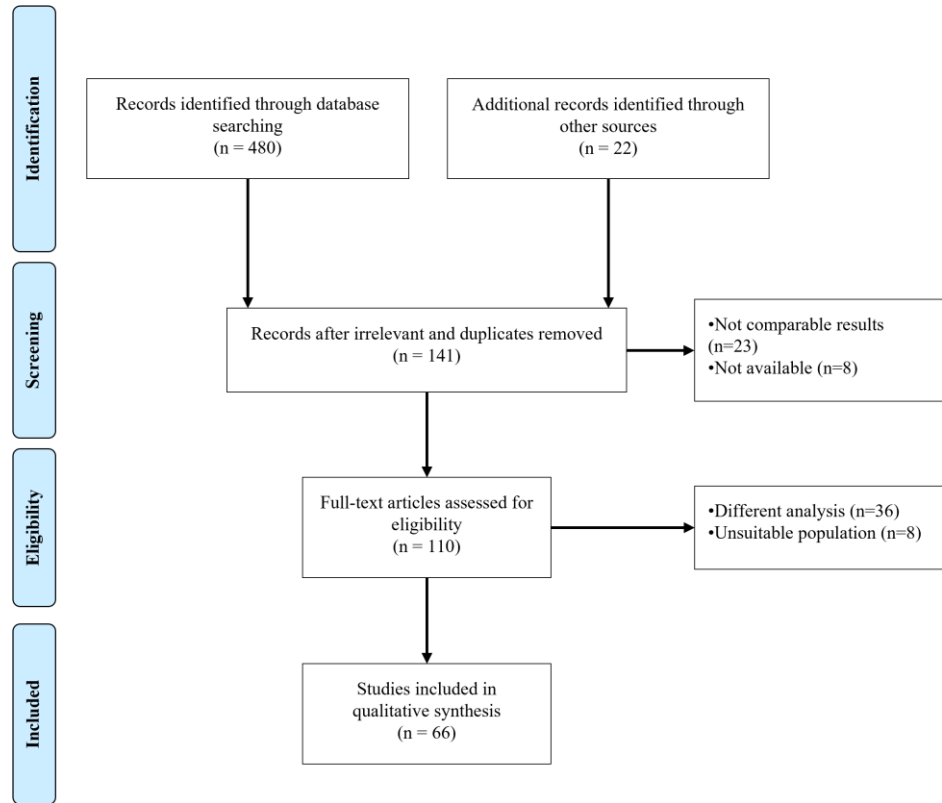 Identification
Records identified through database
searching
(n = 480)
Additional records identified through
other sources
(n = 22)
Screening
Records after irrelevant and duplicates removed
(n = 141)
•Not comparable results
(n=23)
•Not available (n=8)
Eligibility
Full-text articles assessed for
eligibility
(n = 110)
•Different analysis (n=36)
•Unsuitable population (n=8)
Included
Studies included in
qualitative synthesis
(n = 66)